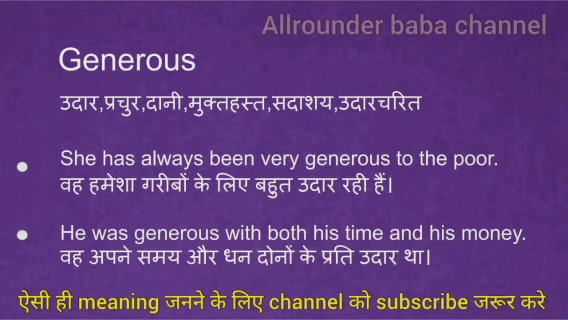 Allrounder baba channel
Generous
उदार,प्रचुर,दानी,मुक्तहस्त,सदाशय,उदारचरित
She has always been very generous to the poor.
वह हमेशा गरीबों के लिए बहुत उदार रही हैं।
He was generous with both his time and his money.
वह अपने समय और धन दोनों के प्रति उदार था।
ऐसी ही meaning जनने के लिए channel को subscribe जरूर करे